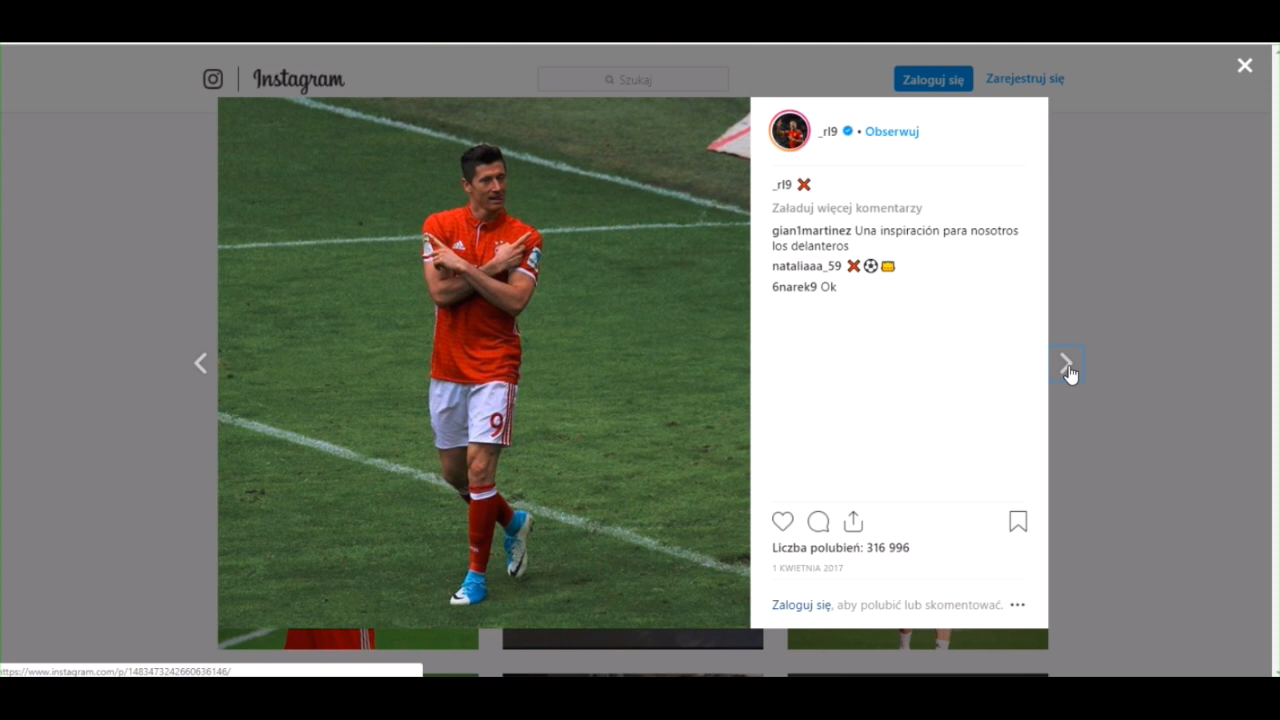 Instagram
Szukaj
Zaloguj się
Zarejestruj się
_rl9 • Obserwuj
_rl9
Załaduj więcej komentarzy
gian1martinez Una inspiración para nosotros
los delanteros
nataliaaa_59
6narek9 Ok
9
Liczba polubień: 316 996
1 KWIETNIA 2017
Zaloguj się, aby polubić lub skomentować.
https://www.instagram.com/p/1483473242660636146/